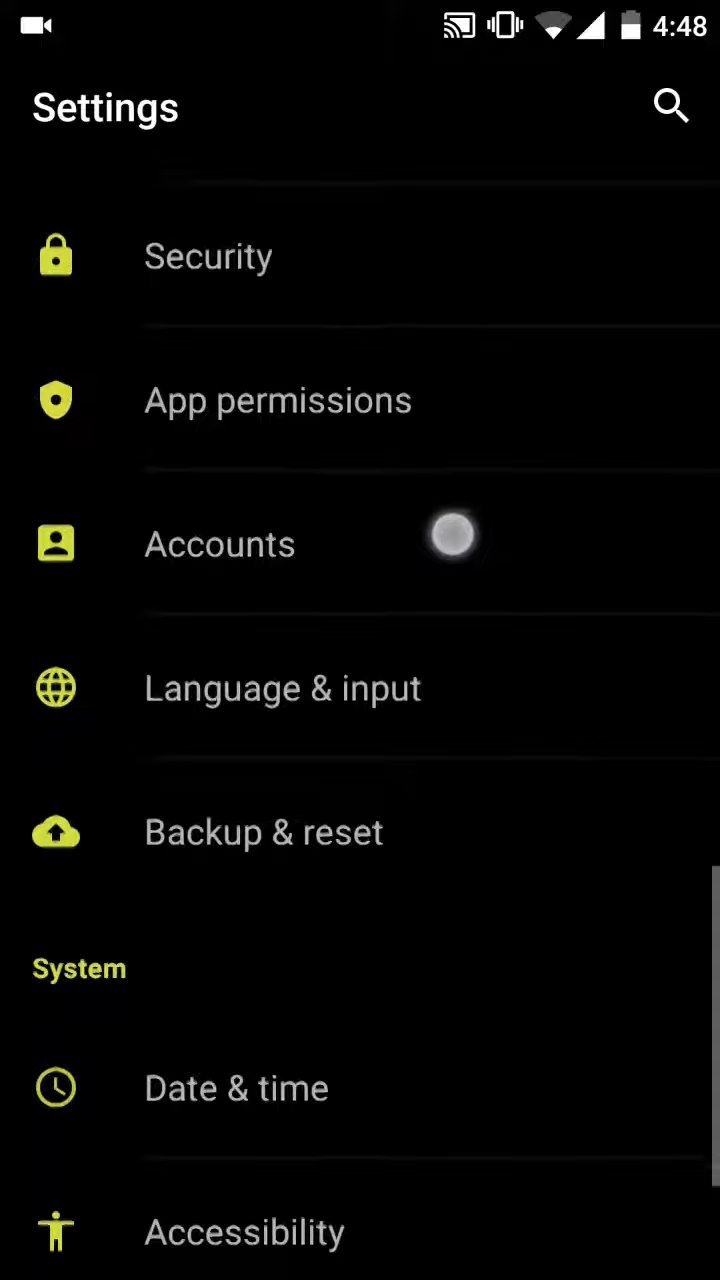 4:48
Settings
Security
App permissions
Accounts
Language & input
Backup & reset
System
Date & time
Accessibility